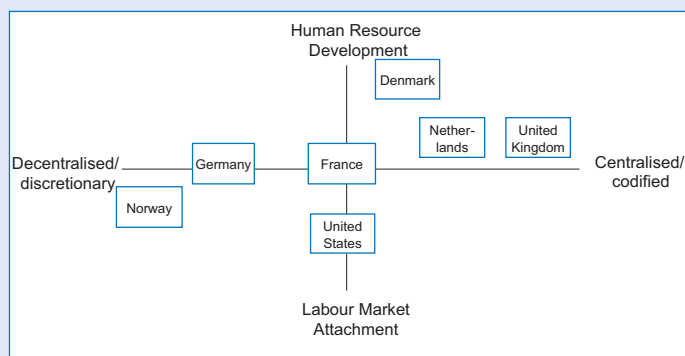 Human Resource
Development
Denmark
Nether-
lands
United
Kingdom
Decentralised/
discretionary
Germany
France
Centralised/
codified
Norway
United
States
Labour Market
Attachment